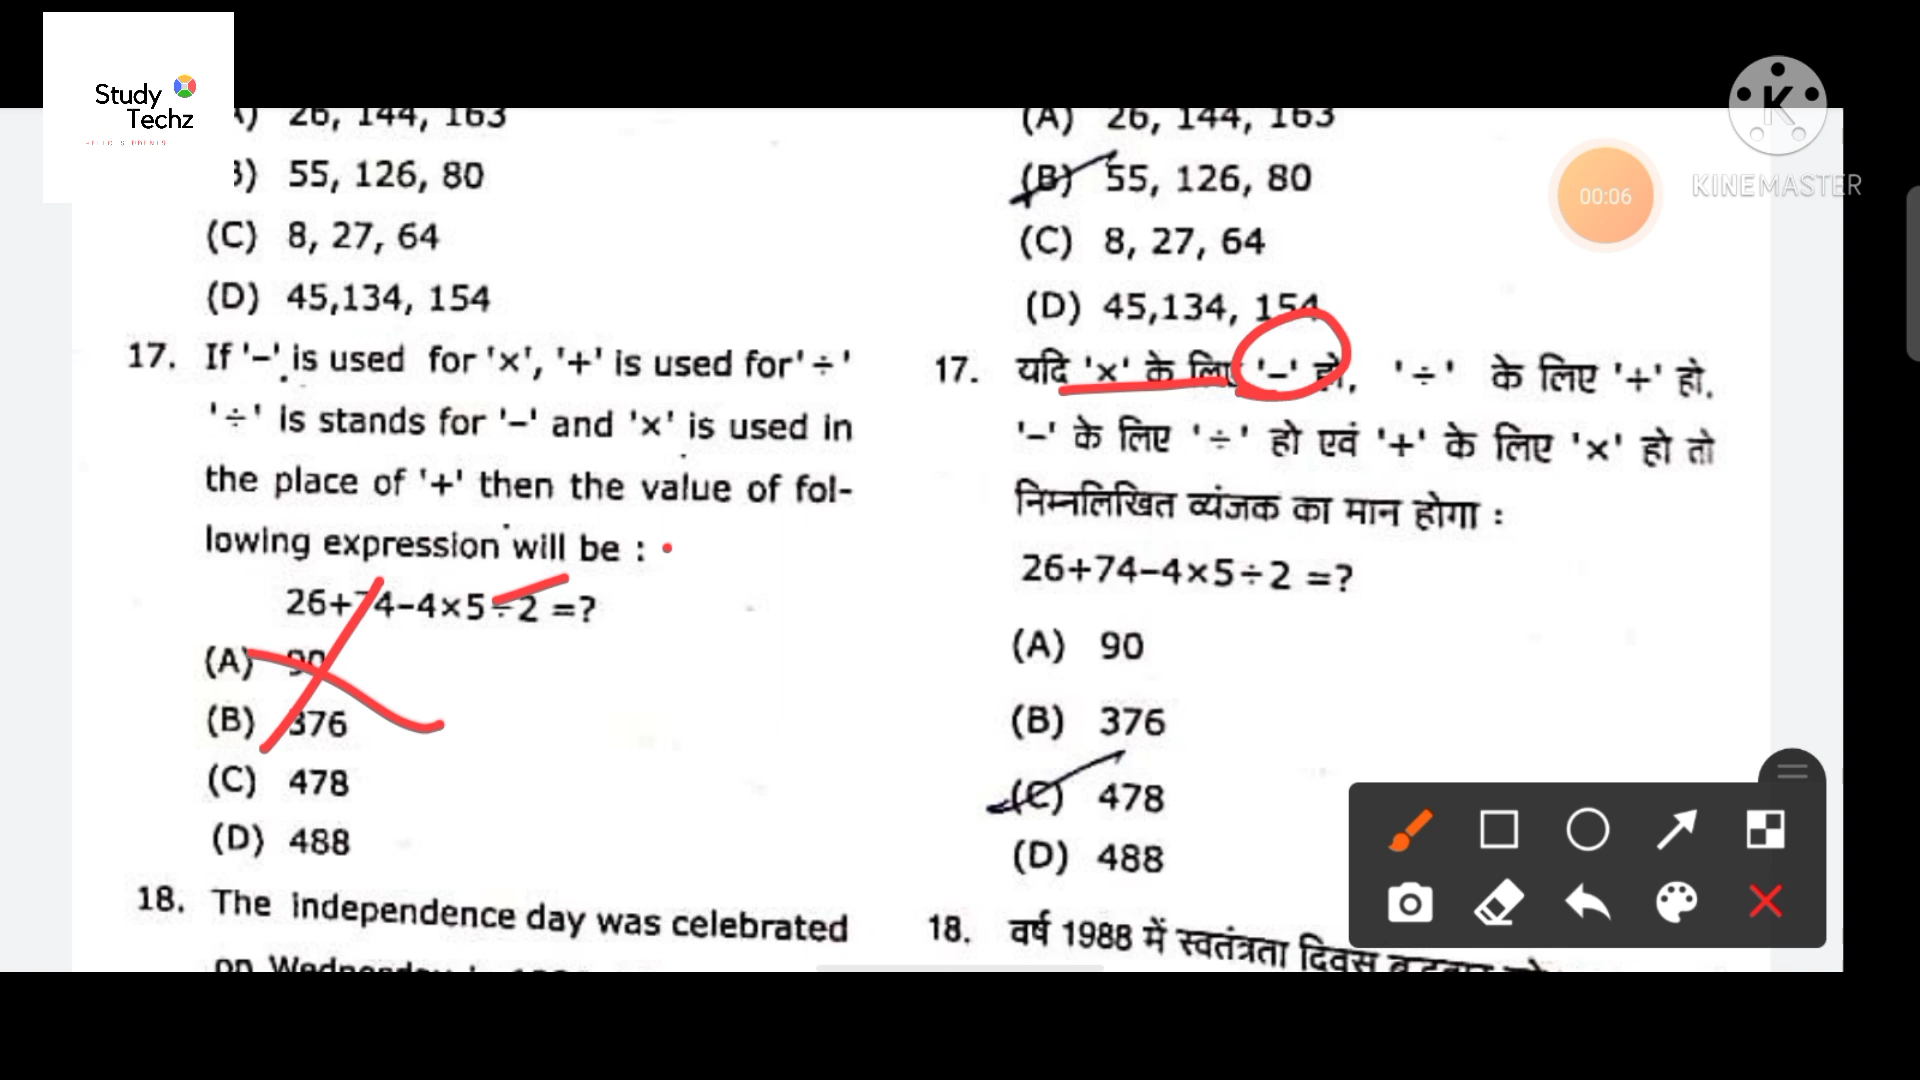 Study
Techz
A) 26, 144, 163
B) 55, 126, 80
(C) 8, 27, 64
(D) 45,134, 154
17. If '–' is used for 'x', '+' is used for' ÷ '
'÷' is stands for '–' and 'x' is used in
the place of '+' then the value of fol-
lowing expression will be :
26+74–4×5÷2 =?
(A) 90
(B) 376
(C) 478
(D) 488
18. The independence day was celebrated
on Wednesday
(A) 26, 144, 163
(B) 55, 126, 80
(C) 8, 27, 64
(D) 45,134, 154
17. यदि 'x' के लिए '–' हो, '÷' के लिए '+' हो,
'–' के लिए '÷' हो एवं '+' के लिए 'x' हो तो
निम्नलिखित व्यंजक का मान होगा :
26+74–4×5÷2 =?
(A) 90
(B) 376
(C) 478
(D) 488
18. वर्ष 1988 में स्वतंत्रता दिवस
00:06
K
KINEMASTER